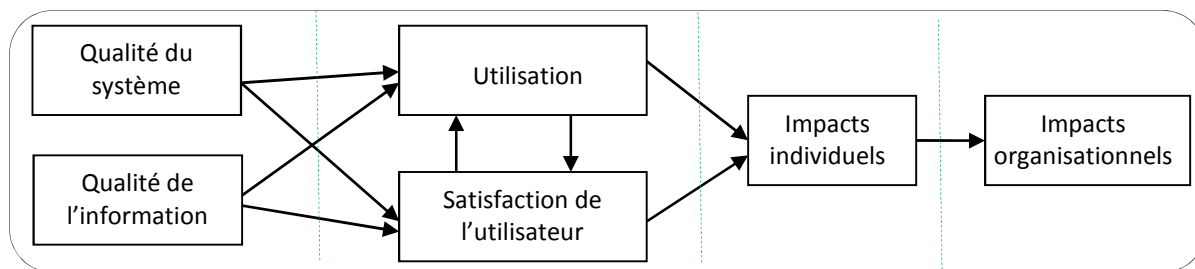 Qualité du
système
Qualité de
l’information
Utilisation
Satisfaction de
l’utilisateur
Impacts
individuels
Impacts
organisationnels